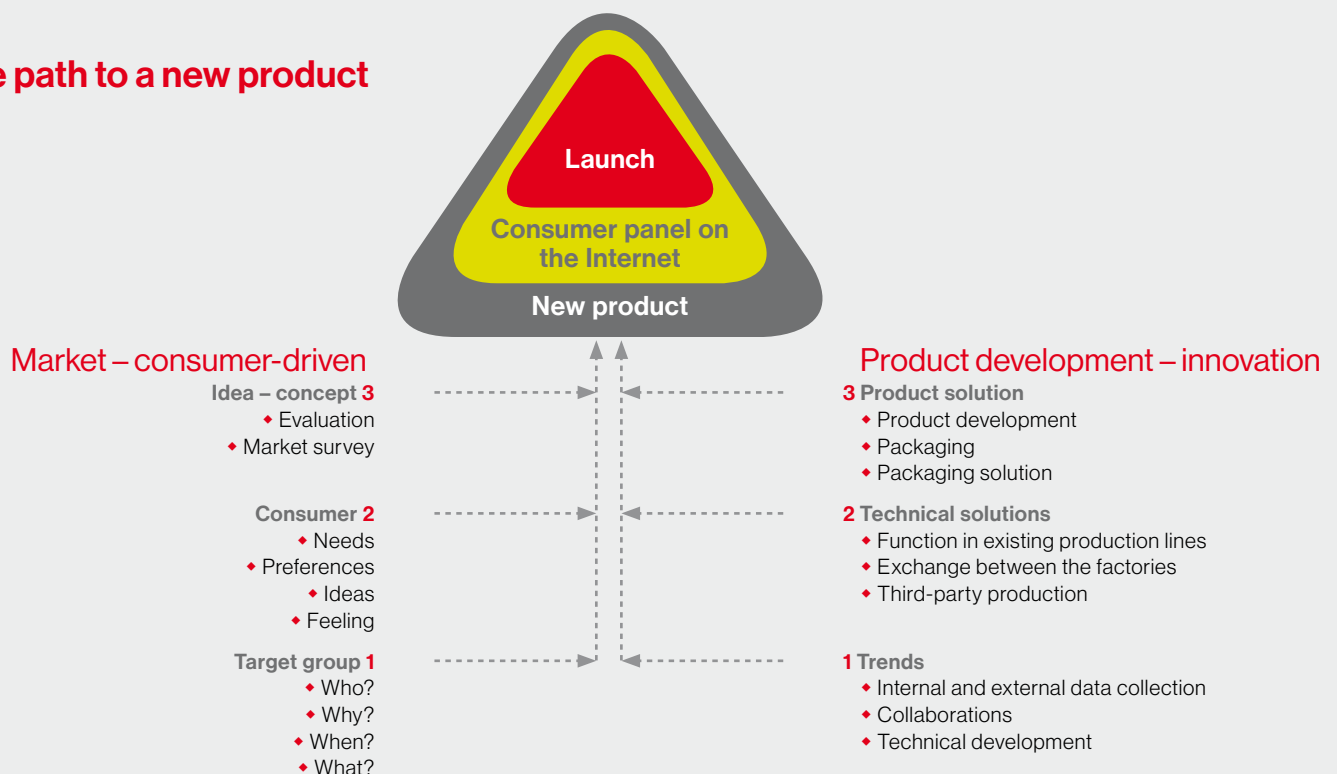 path to a new product
Launch
Consumer panel on
the Internet
New product
Market – consumer-driven
Idea – concept 3
◆ Evaluation
◆ Market survey
Consumer 2
◆ Needs
◆ Preferences
◆ Ideas
◆ Feeling
Target group 1
◆ Who?
◆ Why?
◆ When?
◆ What?
Product development – innovation
3 Product solution
◆ Product development
◆ Packaging
◆ Packaging solution
2 Technical solutions
◆ Function in existing production lines
◆ Exchange between the factories
◆ Third-party production
1 Trends
◆ Internal and external data collection
◆ Collaborations
◆ Technical development